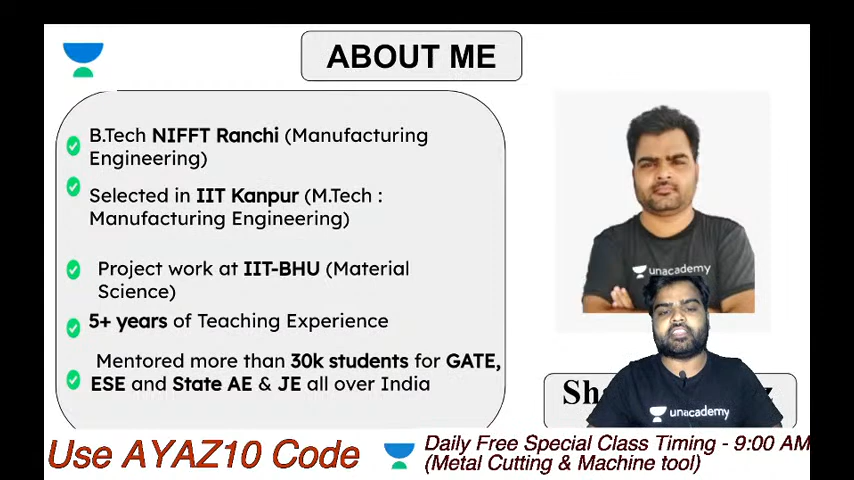 ABOUT ME
B.Tech NIFFT Ranchi (Manufacturing
Engineering)
Selected in IIT Kanpur (M.Tech :
Manufacturing Engineering)
Project work at IIT-BHU (Material
Science)
5+ years of Teaching Experience
Mentored more than 30k students for GATE,
ESE and State AE & JE all over India
unacademy
unacademy
Use AYAZ10 Code
Daily Free Special Class Timing - 9:00 AM
(Metal Cutting & Machine tool)